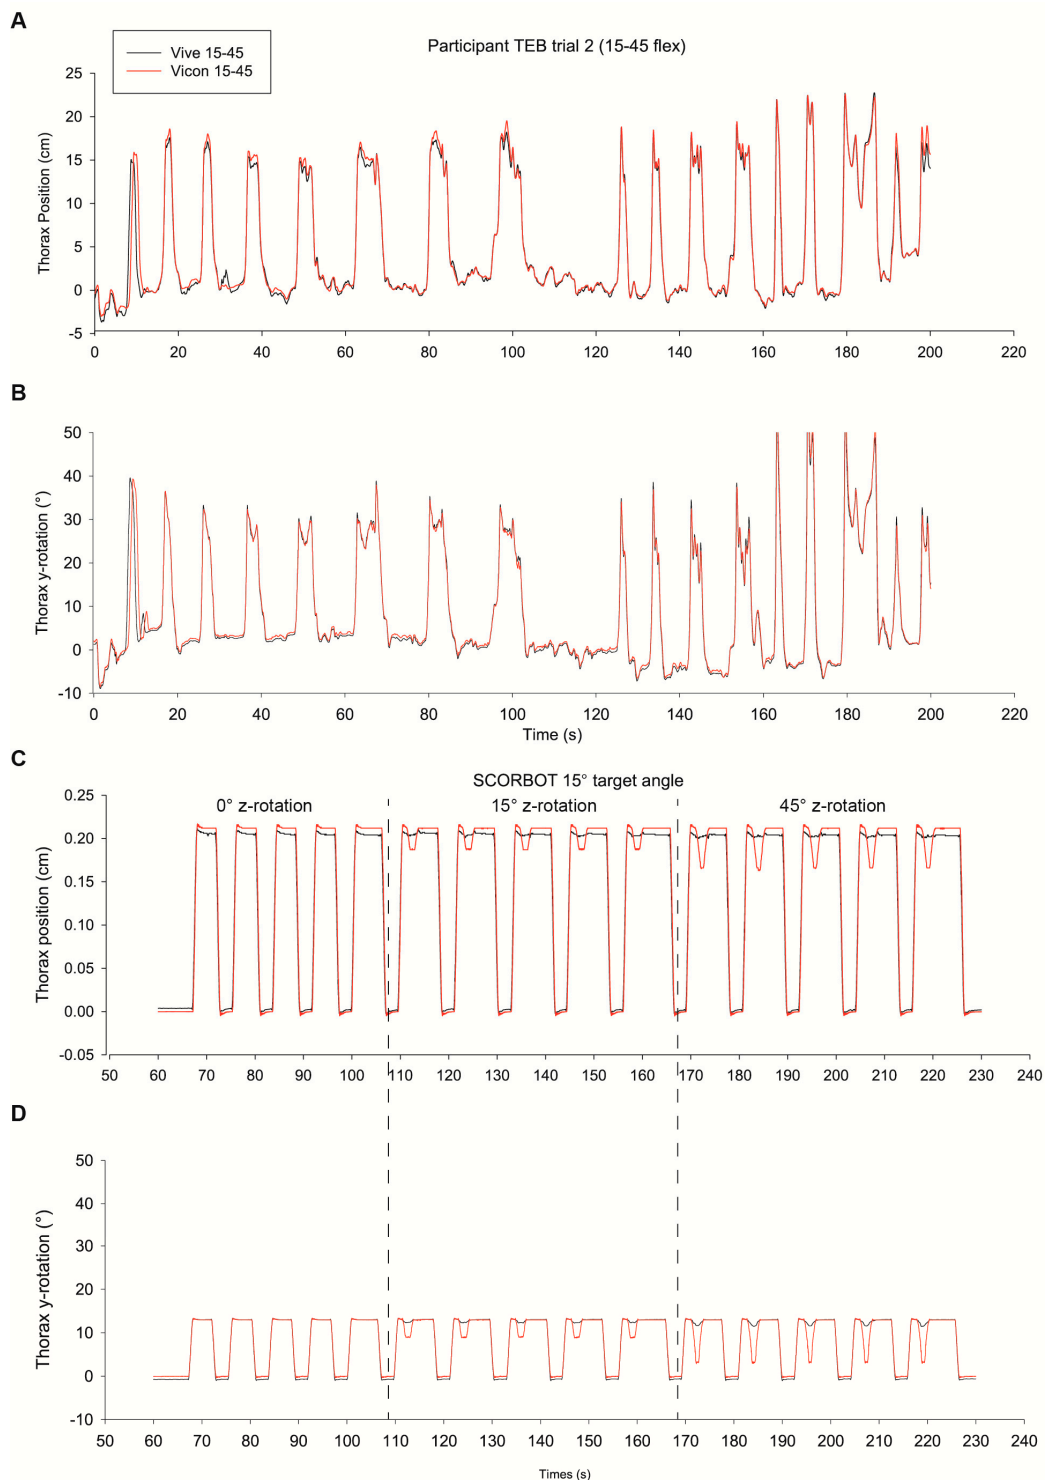 A
Participant TEB trial 2 (15-45 flex)
Vive 15-45
Vicon 15-45
Thorax Position (cm)
25
20
15
10
5
0
-5
0 20 40 60 80 100 120 140 160 180 200 220
B
Thorax y-rotation (°)
50
40
30
20
10
0
-10
0 20 40 60 80 100 120 140 160 180 200 220
Time (s)
C
SCORBOT 15° target angle
0° z-rotation 15° z-rotation 45° z-rotation
Thorax position (cm)
0.25
0.20
0.15
0.10
0.05
0.00
-0.05
50 60 70 80 90 100 110 120 130 140 150 160 170 180 190 200 210 220 230 240
D
Thorax y-rotation (°)
50
40
30
20
10
0
-10
50 60 70 80 90 100 110 120 130 140 150 160 170 180 190 200 210 220 230 240
Times (s)